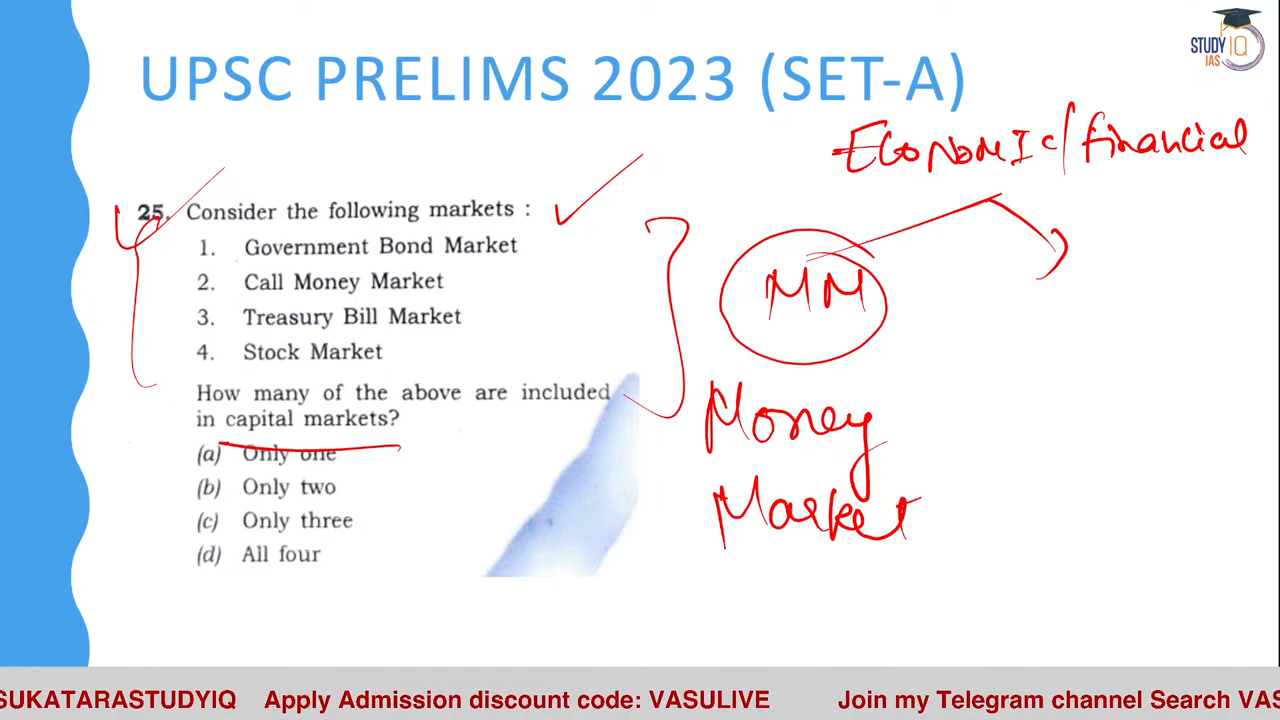 STUDY IQ
IAS
UPSC PRELIMS 2023 (SET-A)
Economic/financial
25. Consider the following markets :
1. Government Bond Market
2. Call Money Market
3. Treasury Bill Market
4. Stock Market
How many of the above are included
in capital markets?
(a) Only one
(b) Only two
(c) Only three
(d) All four
MM
Money
Market
SUKATARASTUDYIQ Apply Admission discount code: VASULIVE Join my Telegram channel Search VAS